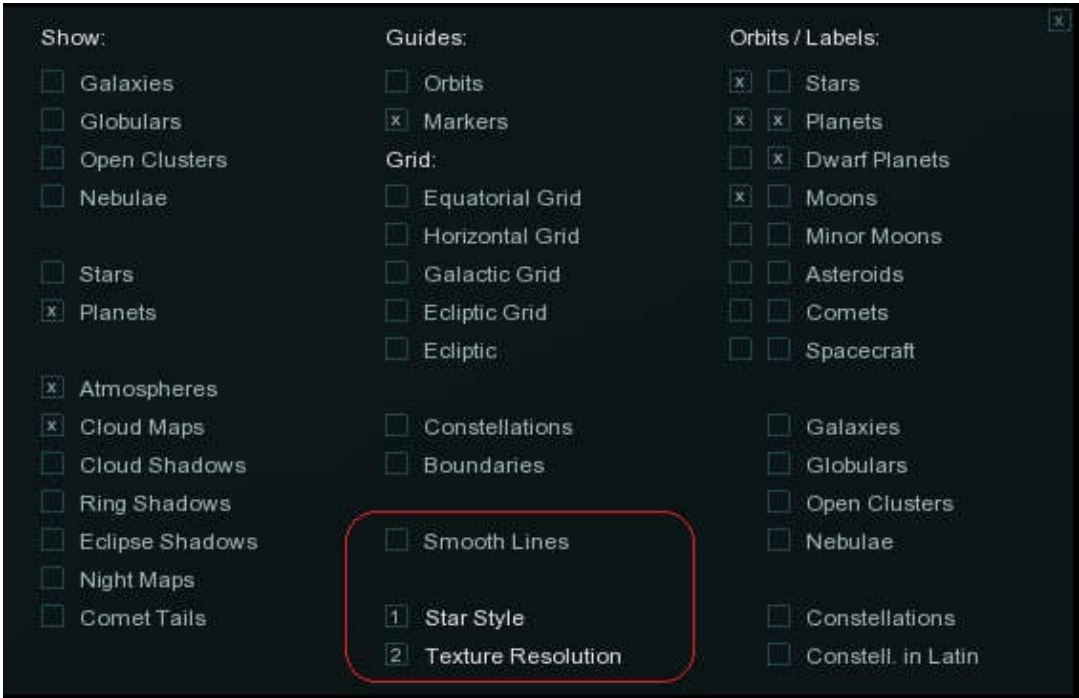 x
Show:
Galaxies
Globulars
Open Clusters
Nebulae
Stars
x Planets
x Atmospheres
x Cloud Maps
Cloud Shadows
Ring Shadows
Eclipse Shadows
Night Maps
Comet Tails
Guides:
Orbits
x Markers
Grid:
Equatorial Grid
Horizontal Grid
Galactic Grid
Ecliptic Grid
Ecliptic
Constellations
Boundaries
Smooth Lines
1 Star Style
2 Texture Resolution
Orbits / Labels:
x Stars
x x Planets
x Dwarf Planets
x Moons
Minor Moons
Asteroids
Comets
Spacecraft
Galaxies
Globulars
Open Clusters
Nebulae
Constellations
Constell. in Latin